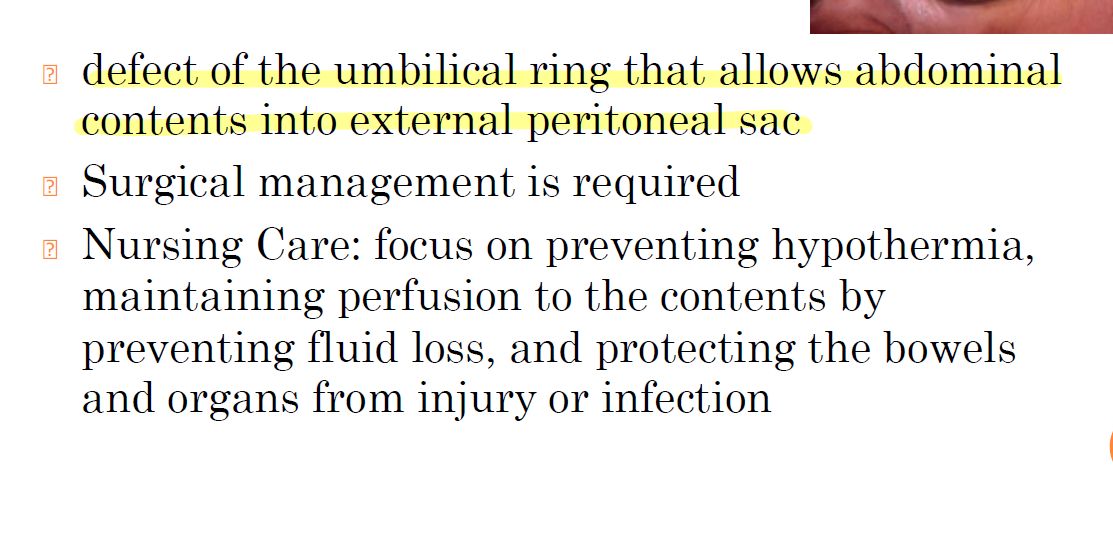 defect of the umbilical ring that allows abdominal
contents into external peritoneal sac
Surgical management is required
Nursing Care: focus on preventing hypothermia,
maintaining perfusion to the contents by
preventing fluid loss, and protecting the bowels
and organs from injury or infection